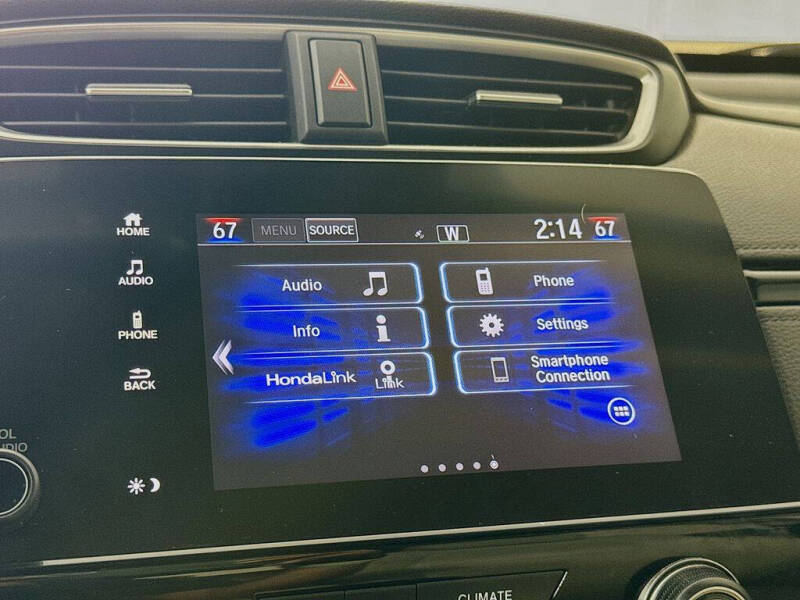 67 MENU SOURCE W 2:14 67
HOME
AUDIO
PHONE
BACK
Audio
Phone
Info
Settings
HondaLink Link
Smartphone
Connection
CLIMATE